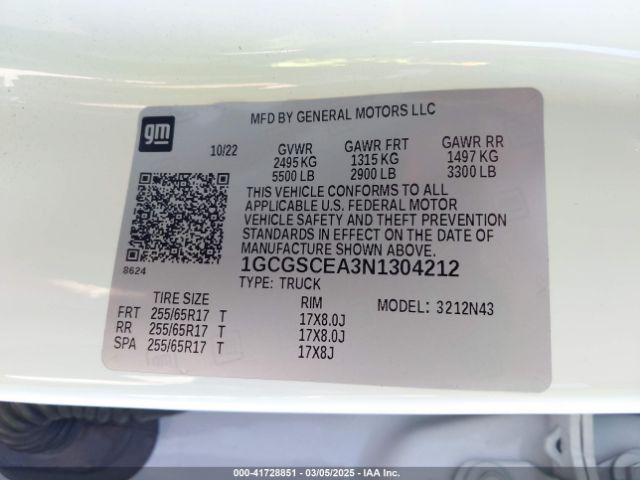 gm
MFD BY GENERAL MOTORS LLC
10/22 GVWR GAWR FRT GAWR RR
2495 KG 1315 KG 1497 KG
5500 LB 2900 LB 3300 LB
THIS VEHICLE CONFORMS TO ALL
APPLICABLE U.S. FEDERAL MOTOR
VEHICLE SAFETY AND THEFT PREVENTION
STANDARDS IN EFFECT ON THE DATE OF
MANUFACTURE SHOWN ABOVE.
8624
1GCGSCEA3N1304212
TYPE: TRUCK
TIRE SIZE RIM MODEL: 3212N43
FRT 255/65R17 T 17X8.0J
RR 255/65R17 T 17X8.0J
SPA 255/65R17 T 17X8J
000-41728851 - 03/05/2025 - IAA Inc.